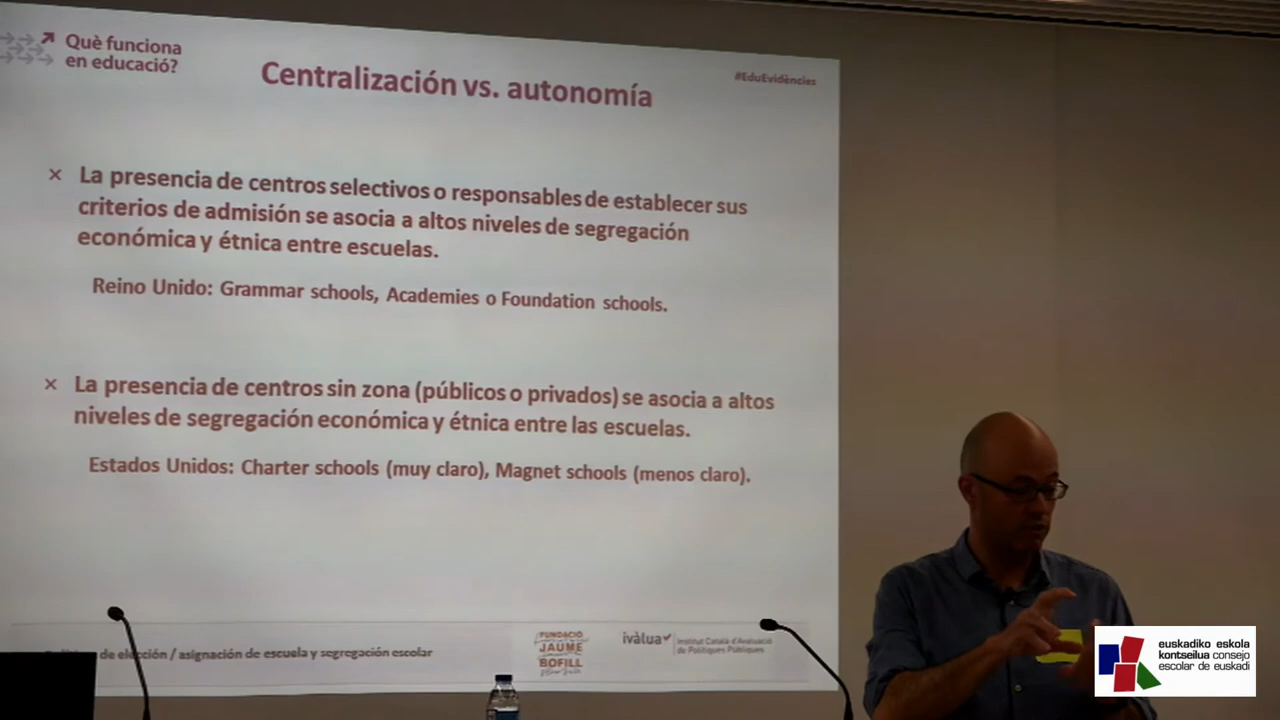 Què funciona
en educació?
Centralización vs. autonomía
#EduEvidències
× La presencia de centros selectivos o responsables de establecer sus
criterios de admisión se asocia a altos niveles de segregación
económica y étnica entre escuelas.
Reino Unido: Grammar schools, Academies o Foundation schools.
× La presencia de centros sin zona (públicos o privados) se asocia a altos
niveles de segregación económica y étnica entre las escuelas.
Estados Unidos: Charter schools (muy claro), Magnet schools (menos claro).
de elección / asignación de escuela y segregación escolar
FUNDACIÓ
JAUME
BOFILL
ivàlua
Institut Català d'Avaluació
de Polítiques Públiques
euskadiko eskola
kontseilua consejo
escolar de euskadi